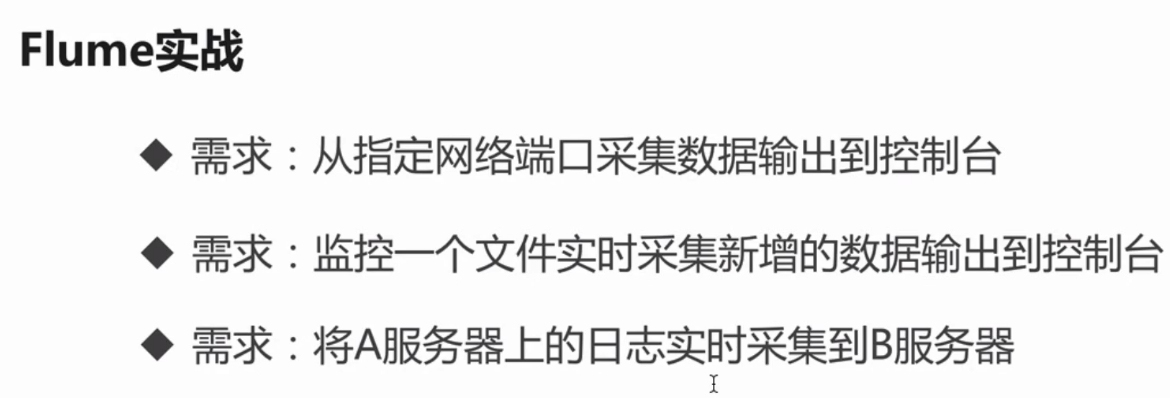 Flume实战
◆ 需求：从指定网络端口采集数据输出到控制台
◆ 需求：监控一个文件实时采集新增的数据输出到控制台
◆ 需求：将A服务器上的日志实时采集到B服务器